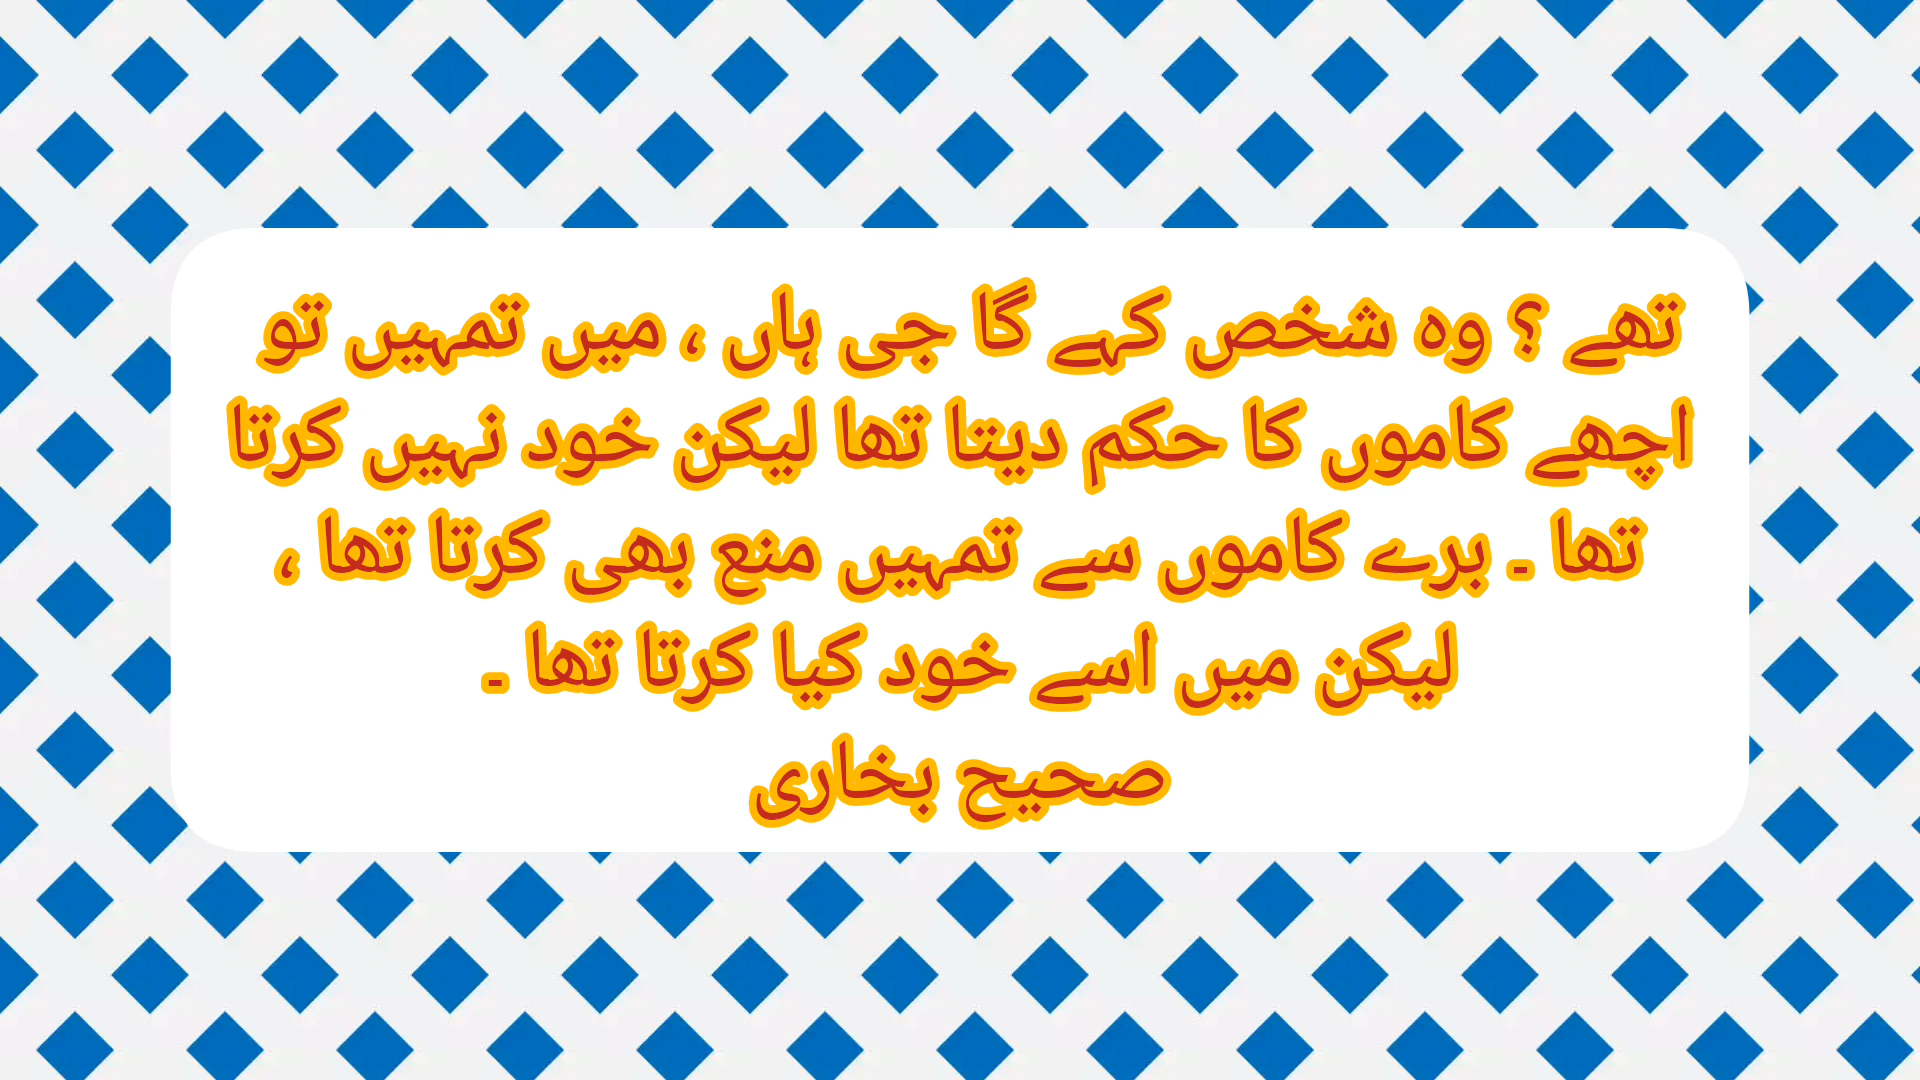 تھے ؟ وہ شخص کہے گا جی ہاں ، میں تمہیں تو
اچھے کاموں کا حکم دیتا تھا لیکن خود نہیں کرتا
تھا ۔ برے کاموں سے تمہیں منع بھی کرتا تھا ،
لیکن میں اسے خود کیا کرتا تھا ۔
صحیح بخاری